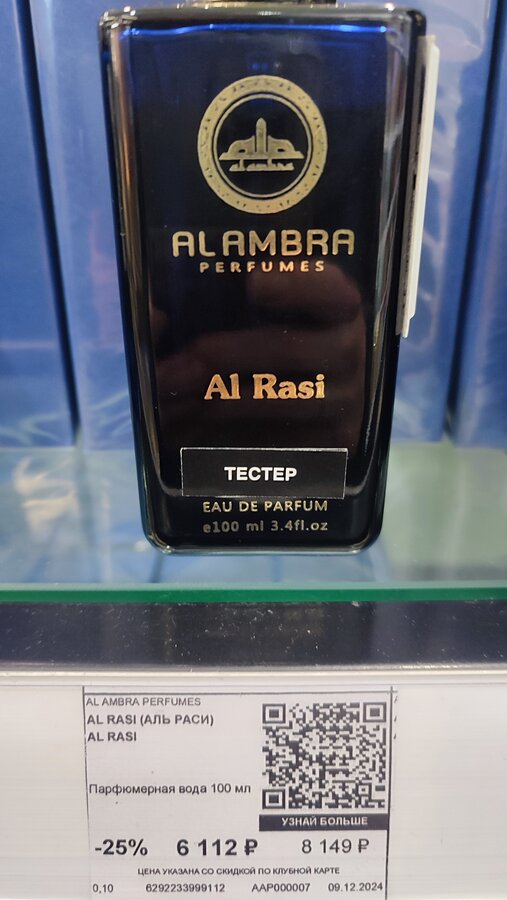 al ambra
ALAMBRA
PERFUMES
Al Rasi
ТЕСТЕР
EAU DE PARFUM
e100 ml 3.4fl.oz
AL AMBRA PERFUMES
AL RASI (АЛЬ РАСИ)
AL RASI
Парфюмерная вода 100 мл
УЗНАЙ БОЛЬШЕ
-25% 6 112 ₽ 8 149 ₽
ЦЕНА УКАЗАНА СО СКИДКОЙ ПО КЛУБНОЙ КАРТЕ
0,10 6292233999112 AAP000007 09.12.2024